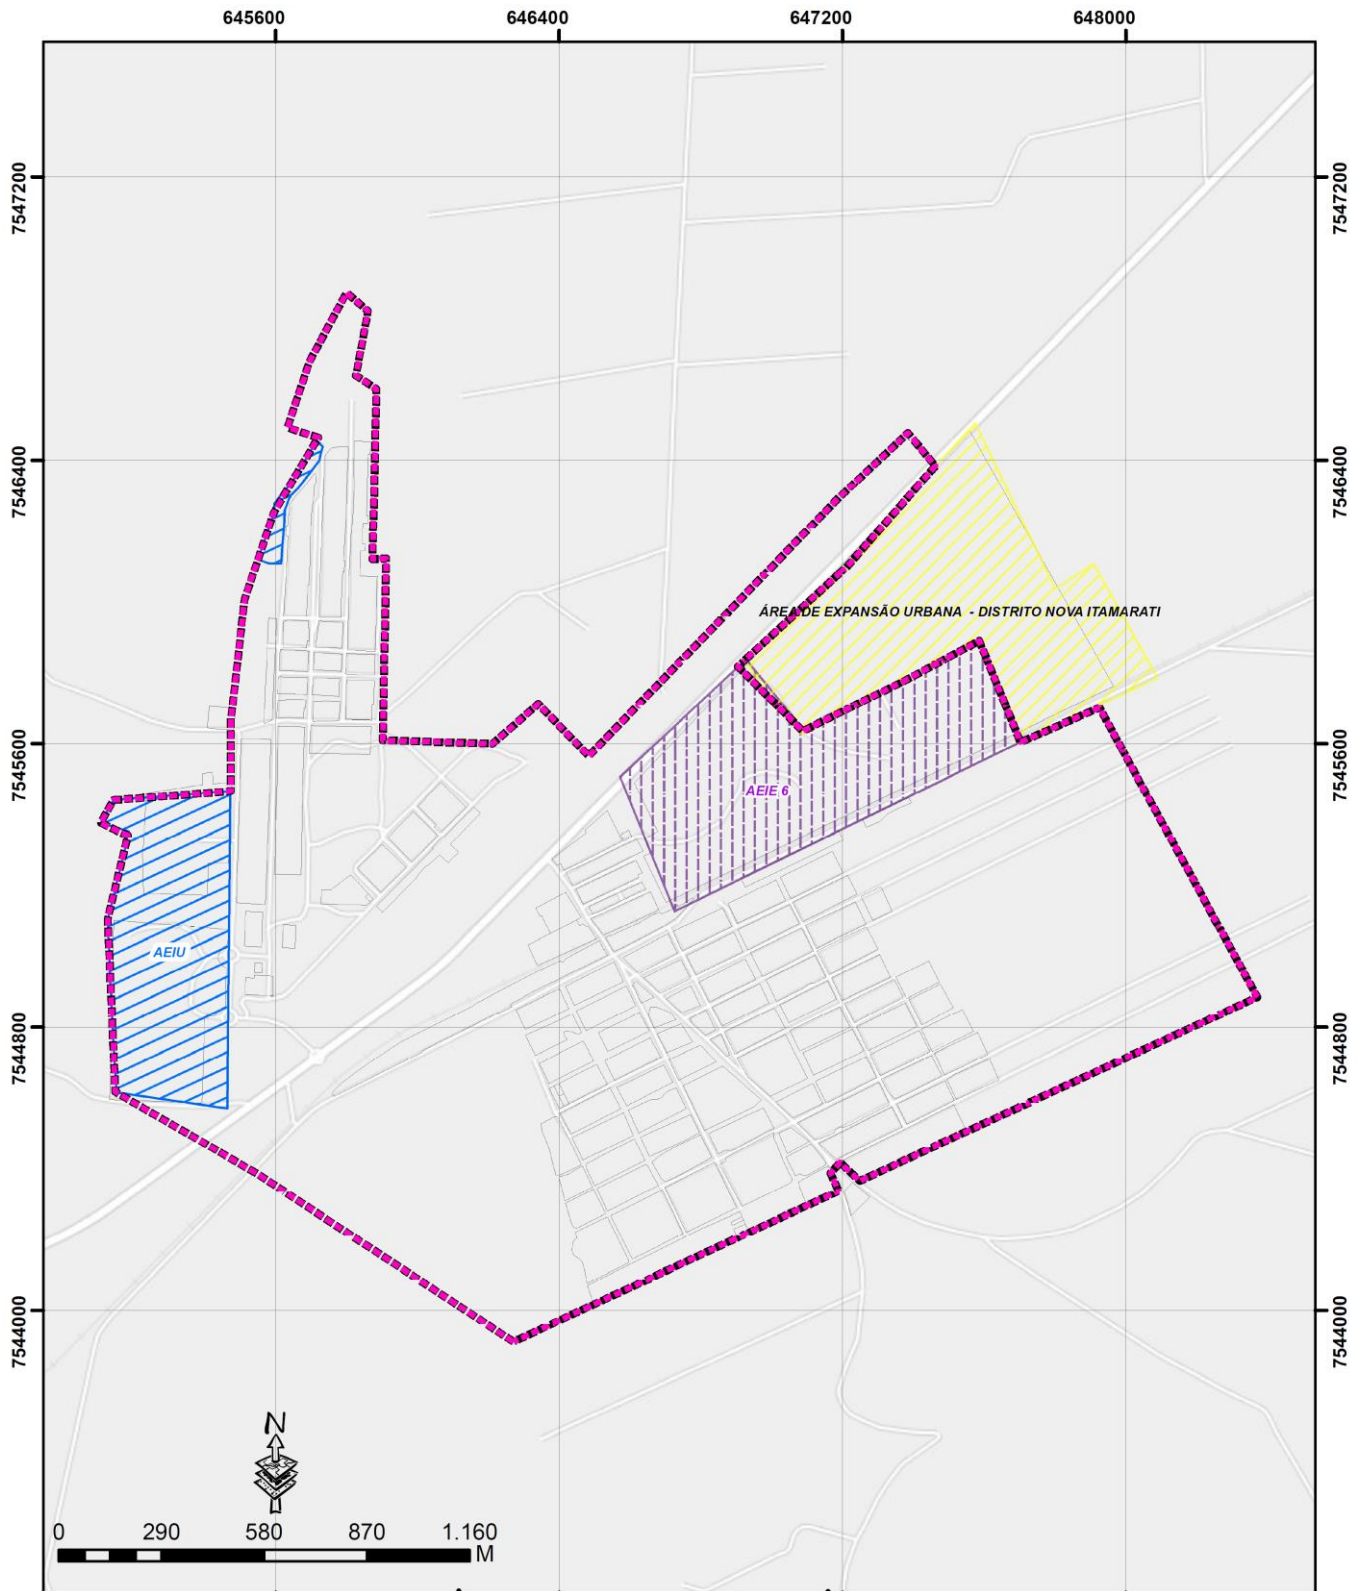 645600 646400 647200 648000
7547200 7547200
7546400 7546400
ÁREA DE EXPANSÃO URBANA - DISTRITO NOVA ITAMARATI
7545600 7545600
AEIE 6
AEIU
7544800 7544800
7544000 7544000
N
0 290 580 870 1.160
M